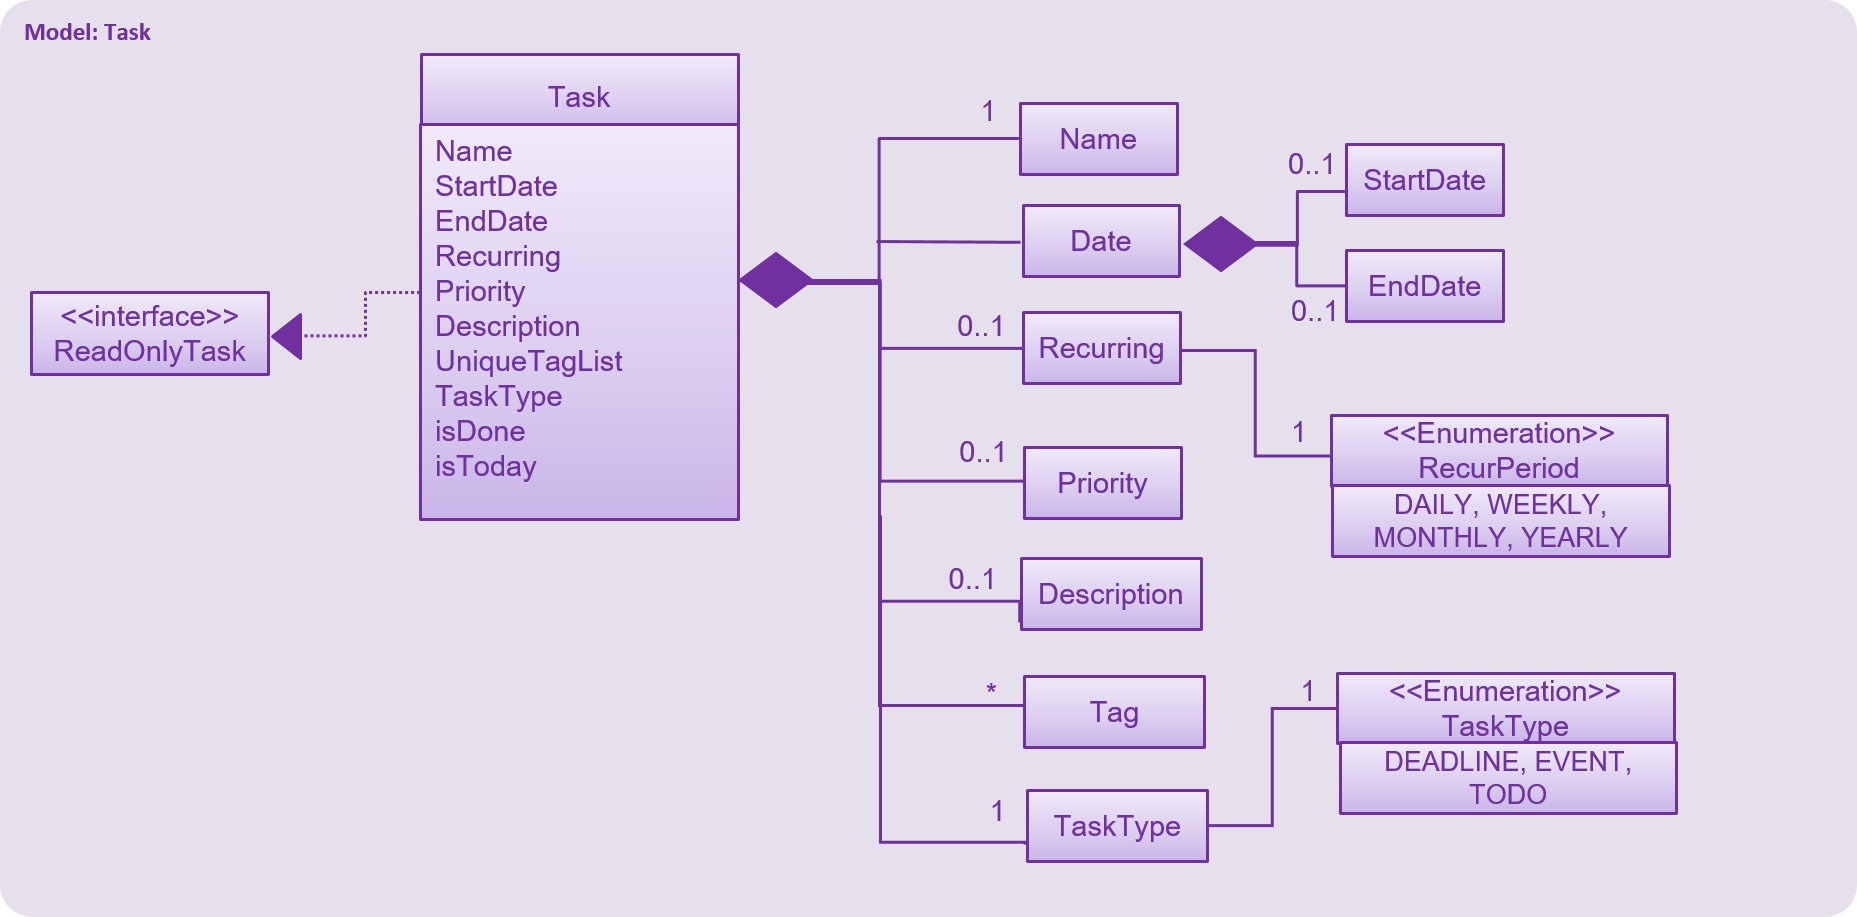 Model: Task
Task
Name
StartDate
EndDate
Recurring
Priority
Description
UniqueTagList
TaskType
isDone
isToday
<<interface>>
ReadOnlyTask
1
Name
Date
0..1
StartDate
0..1
EndDate
0..1
Recurring
1
<<Enumeration>>
RecurPeriod
DAILY, WEEKLY,
MONTHLY, YEARLY
0..1
Priority
0..1
Description
*
Tag
1
TaskType
1
<<Enumeration>>
TaskType
DEADLINE, EVENT,
TODO